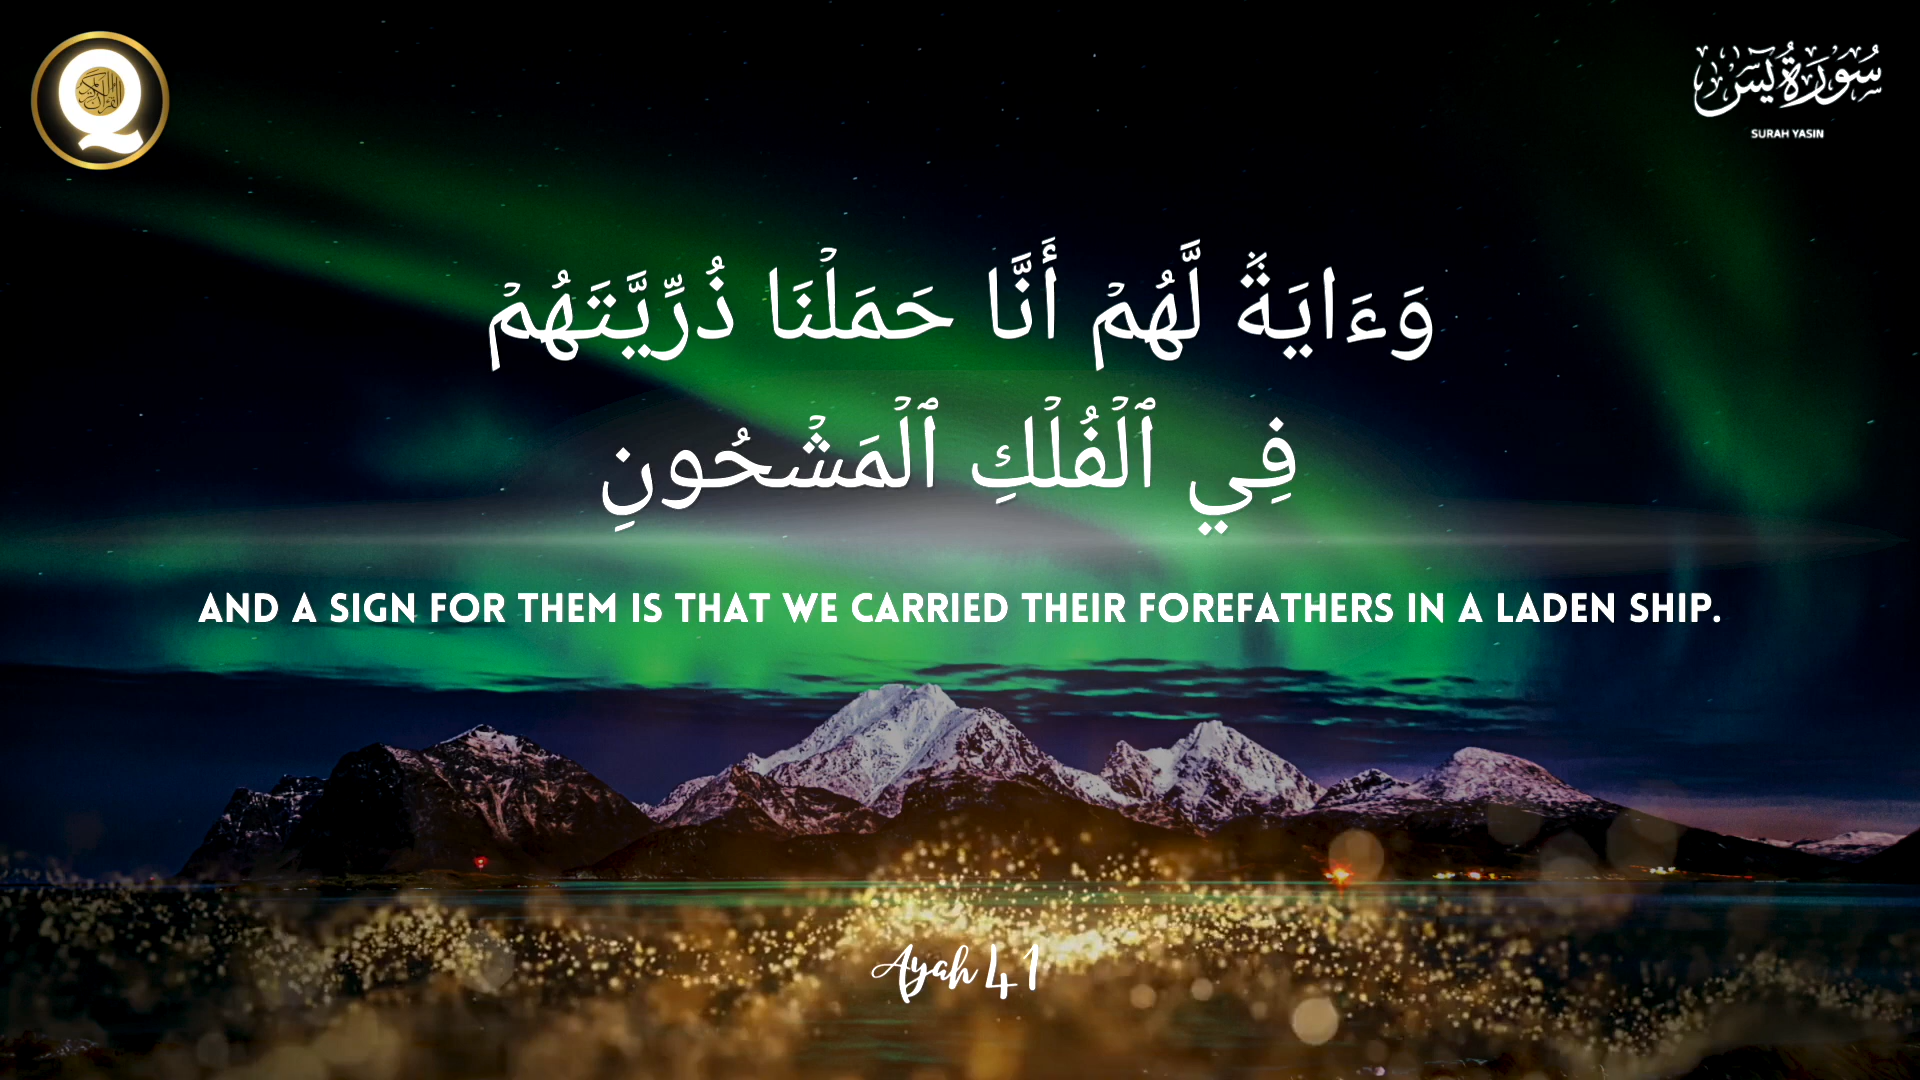 سُورَةُ يسٓ
SURAH YASIN
وَءَايَةٞ لَّهُمۡ أَنَّا حَمَلۡنَا ذُرِّيَّتَهُمۡ
فِي ٱلۡفُلۡكِ ٱلۡمَشۡحُونِ
AND A SIGN FOR THEM IS THAT WE CARRIED THEIR FOREFATHERS IN A LADEN SHIP.
Ayah 41